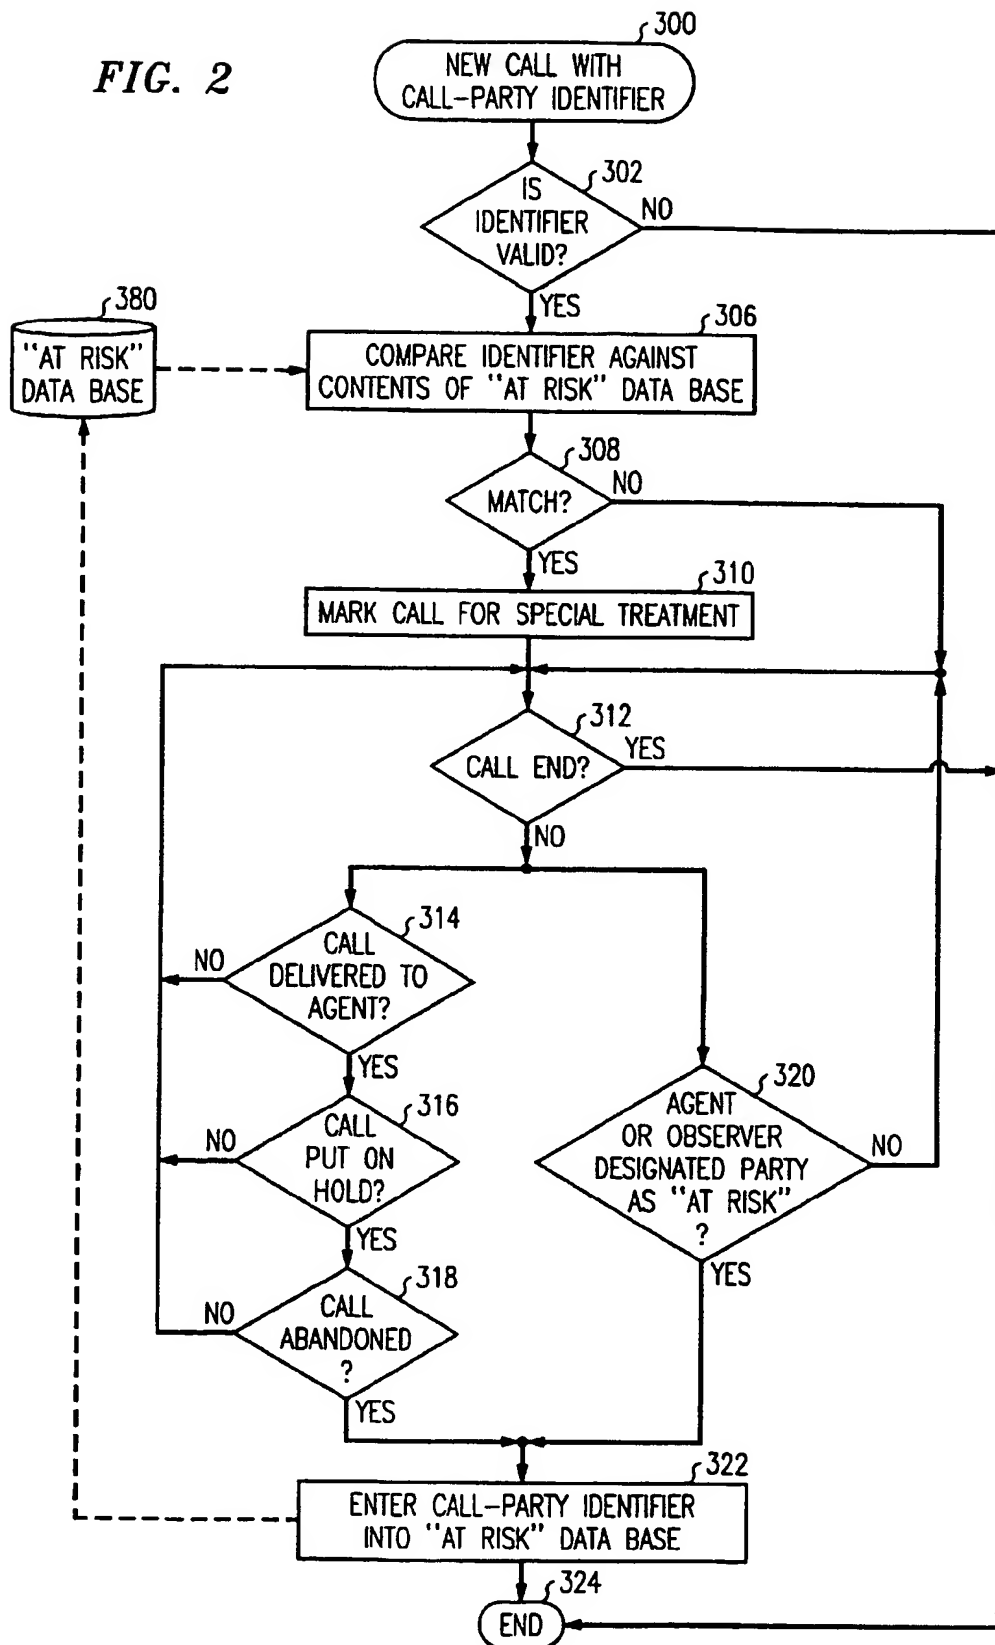 FIG. 2
300
NEW CALL WITH
CALL-PARTY IDENTIFIER
302
IS
IDENTIFIER
VALID?
NO
YES
380
"AT RISK"
DATA BASE
306
COMPARE IDENTIFIER AGAINST
CONTENTS OF "AT RISK" DATA BASE
308
MATCH?
NO
YES
310
MARK CALL FOR SPECIAL TREATMENT
312
CALL END?
YES
NO
314
CALL
DELIVERED TO
AGENT?
NO
YES
316
CALL
PUT ON
HOLD?
NO
YES
318
CALL
ABANDONED
?
NO
YES
320
AGENT
OR OBSERVER
DESIGNATED PARTY
AS "AT RISK"
?
NO
YES
322
ENTER CALL-PARTY IDENTIFIER
INTO "AT RISK" DATA BASE
324
END